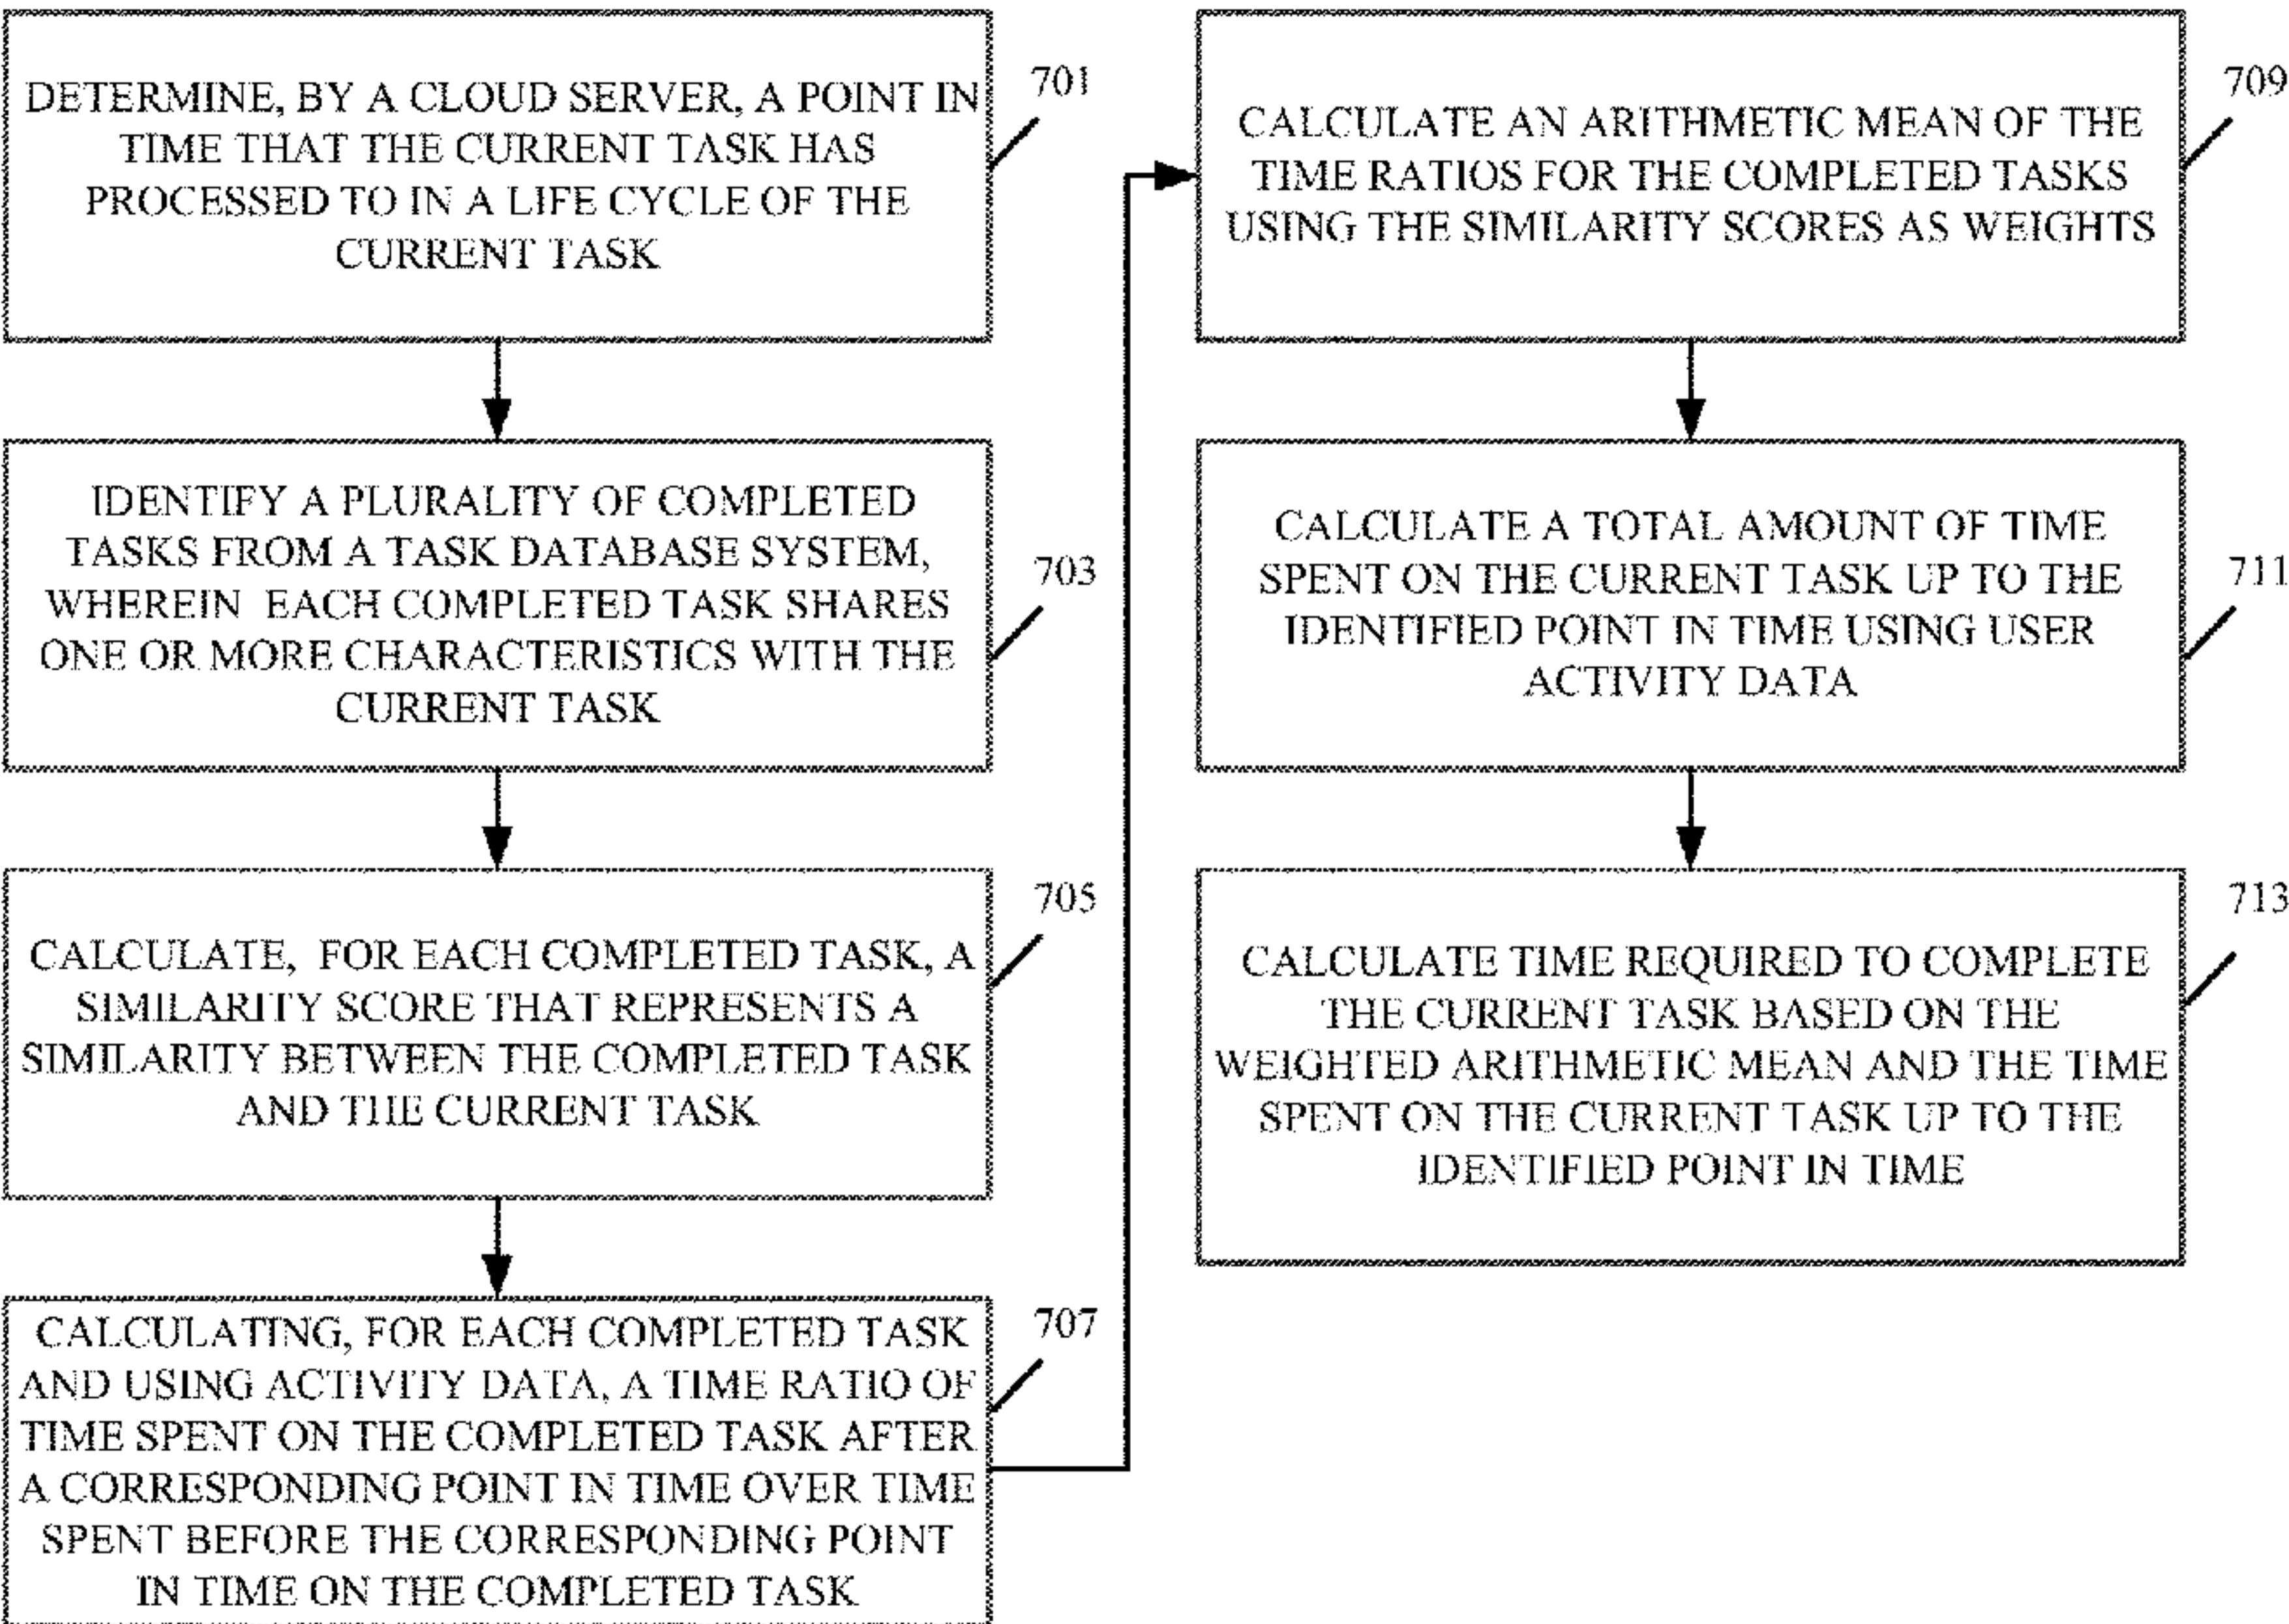 DETERMINE, BY A CLOUD SERVER, A POINT IN
TIME THAT THE CURRENT TASK HAS
PROCESSED TO IN A LIFE CYCLE OF THE
CURRENT TASK
701
IDENTIFY A PLURALITY OF COMPLETED
TASKS FROM A TASK DATABASE SYSTEM,
WHEREIN EACH COMPLETED TASK SHARES
ONE OR MORE CHARACTERISTICS WITH THE
CURRENT TASK
703
CALCULATE, FOR EACH COMPLETED TASK, A
SIMILARITY SCORE THAT REPRESENTS A
SIMILARITY BETWEEN THE COMPLETED TASK
AND THE CURRENT TASK
705
CALCULATING, FOR EACH COMPLETED TASK
AND USING ACTIVITY DATA, A TIME RATIO OF
TIME SPENT ON THE COMPLETED TASK AFTER
A CORRESPONDING POINT IN TIME OVER TIME
SPENT BEFORE THE CORRESPONDING POINT
IN TIME ON THE COMPLETED TASK
707
CALCULATE AN ARITHMETIC MEAN OF THE
TIME RATIOS FOR THE COMPLETED TASKS
USING THE SIMILARITY SCORES AS WEIGHTS
709
CALCULATE A TOTAL AMOUNT OF TIME
SPENT ON THE CURRENT TASK UP TO THE
IDENTIFIED POINT IN TIME USING USER
ACTIVITY DATA
711
CALCULATE TIME REQUIRED TO COMPLETE
THE CURRENT TASK BASED ON THE
WEIGHTED ARITHMETIC MEAN AND THE TIME
SPENT ON THE CURRENT TASK UP TO THE
IDENTIFIED POINT IN TIME
713